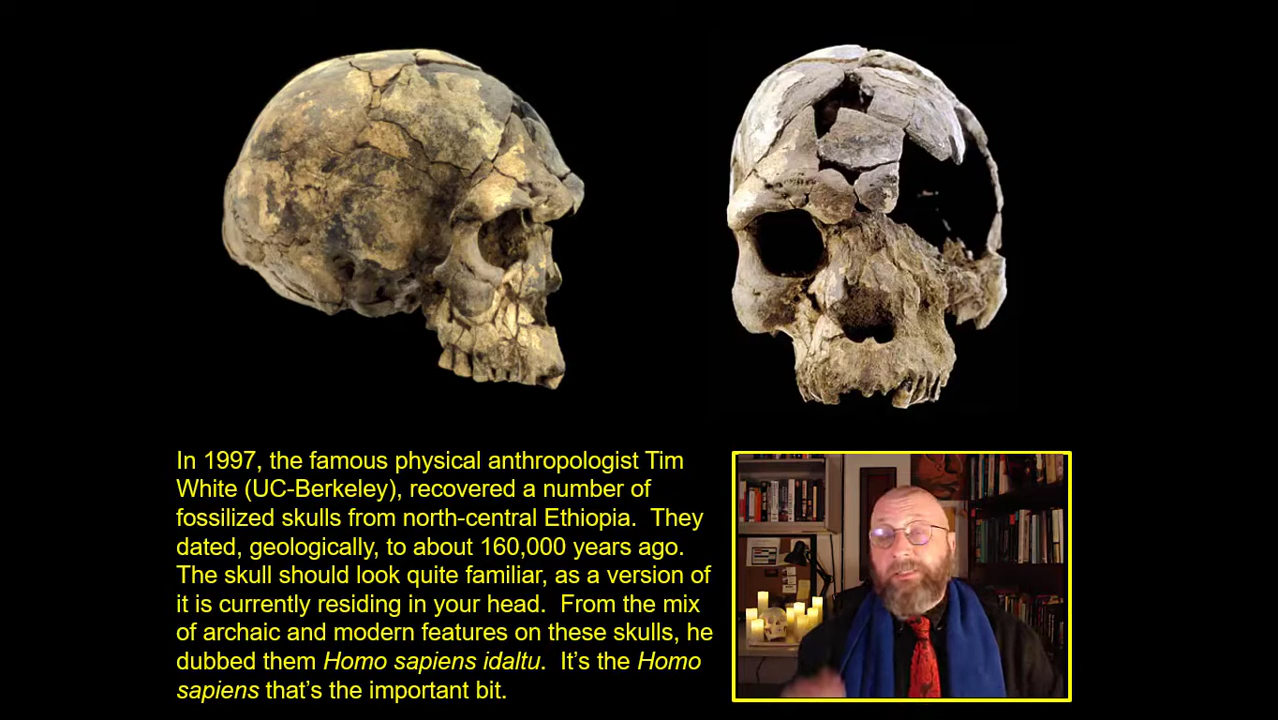 In 1997, the famous physical anthropologist Tim
White (UC-Berkeley), recovered a number of
fossilized skulls from north-central Ethiopia.  They
dated, geologically, to about 160,000 years ago.
The skull should look quite familiar, as a version of
it is currently residing in your head.  From the mix
of archaic and modern features on these skulls, he
dubbed them Homo sapiens idaltu.  It’s the Homo
sapiens that’s the important bit.